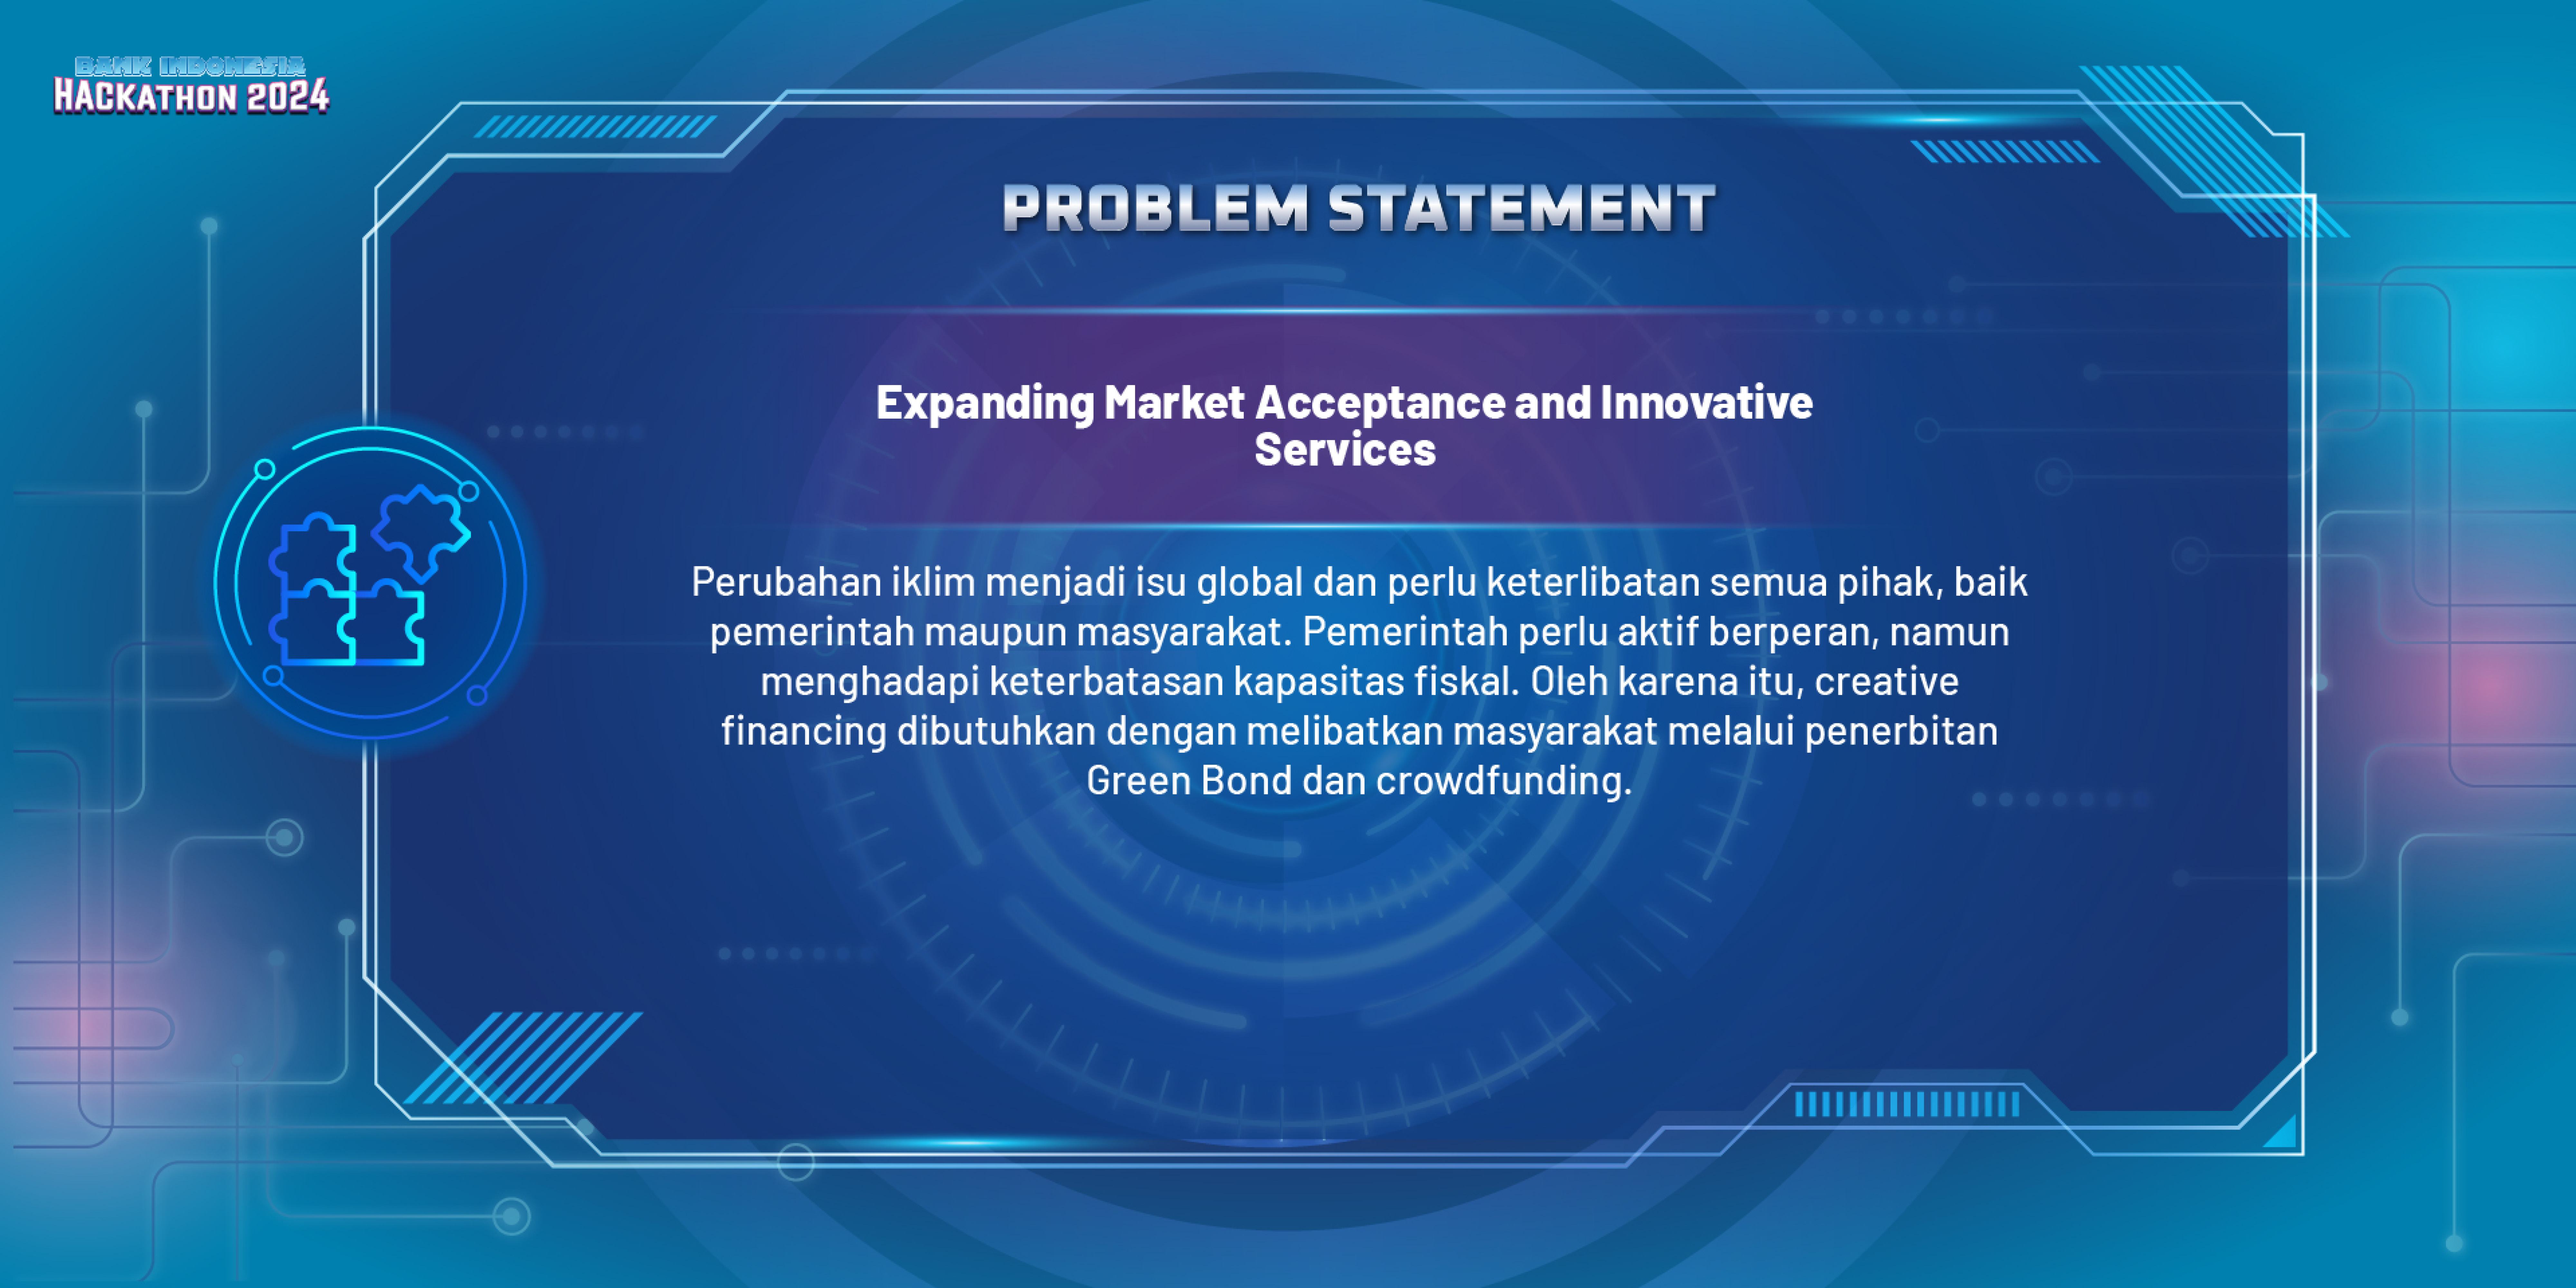 BANK INDONESIA
HACKATHON 2024
PROBLEM STATEMENT
Expanding Market Acceptance and Innovative
Services
Perubahan iklim menjadi isu global dan perlu keterlibatan semua pihak, baik
pemerintah maupun masyarakat. Pemerintah perlu aktif berperan, namun
menghadapi keterbatasan kapasitas fiskal. Oleh karena itu, creative
financing dibutuhkan dengan melibatkan masyarakat melalui penerbitan
Green Bond dan crowdfunding.